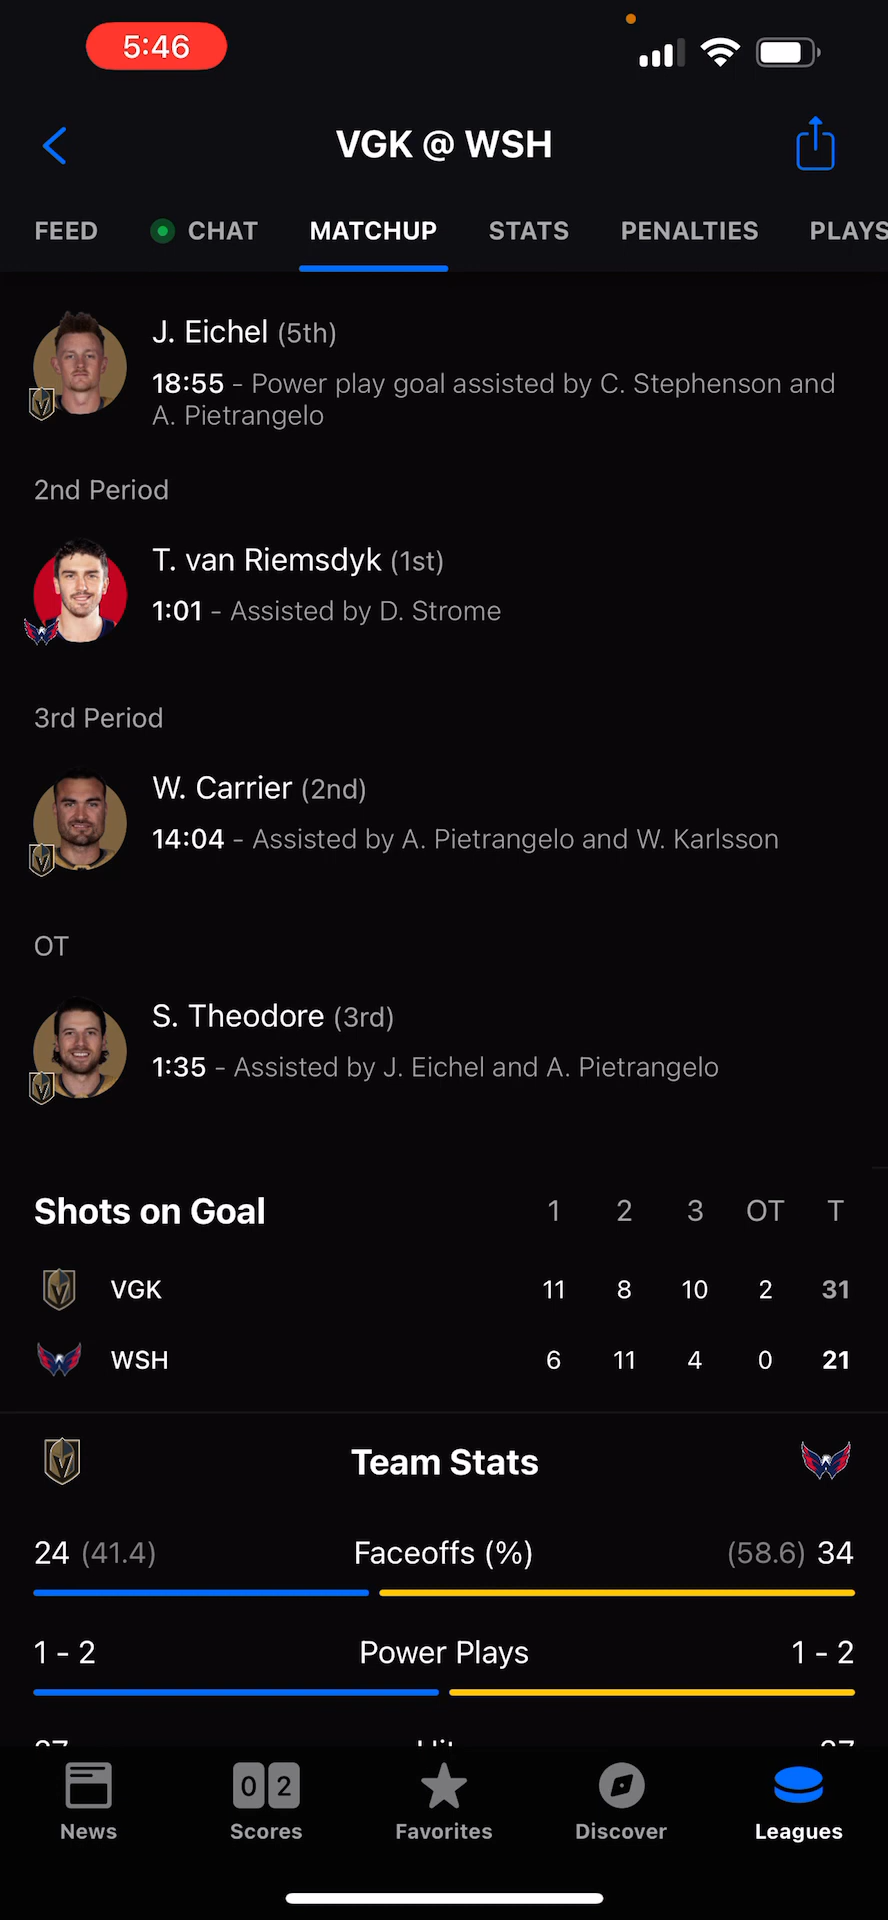 5:46
VGK @ WSH
FEED CHAT MATCHUP STATS PENALTIES PLAYS
J. Eichel (5th)
18:55 - Power play goal assisted by C. Stephenson and
A. Pietrangelo
2nd Period
T. van Riemsdyk (1st)
1:01 - Assisted by D. Strome
3rd Period
W. Carrier (2nd)
14:04 - Assisted by A. Pietrangelo and W. Karlsson
OT
S. Theodore (3rd)
1:35 - Assisted by J. Eichel and A. Pietrangelo
Shots on Goal 1 2 3 OT T
VGK 11 8 10 2 31
WSH 6 11 4 0 21
Team Stats
24 (41.4) Faceoffs (%) (58.6) 34
1 - 2 Power Plays 1 - 2
0 2
News Scores Favorites Discover Leagues